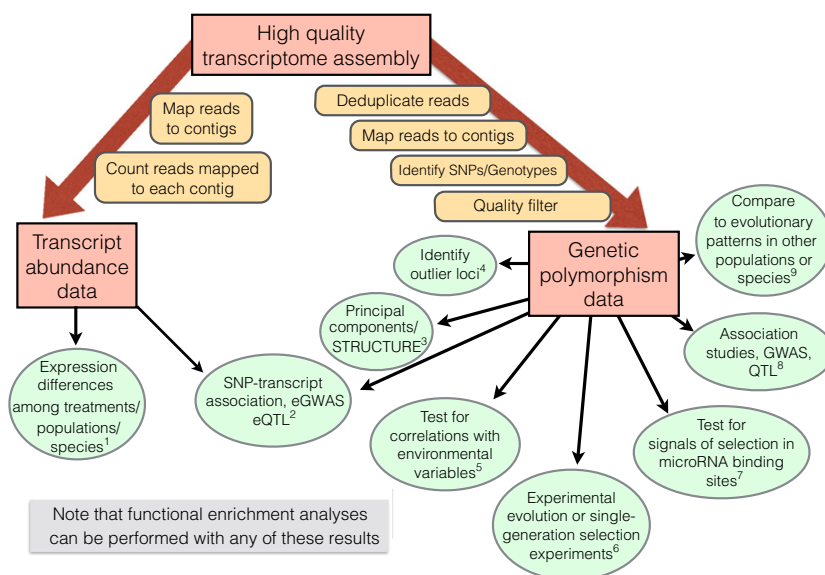 High quality
transcriptome assembly
Map reads
to contigs
Count reads mapped
to each contig
Deduplicate reads
Map reads to contigs
Identify SNPs/Genotypes
Quality filter
Transcript
abundance
data
Genetic
polymorphism
data
Compare
to evolutionary
patterns in other
populations or
species9
Identify
outlier loci4
Principal
components/
STRUCTURE3
Association
studies, GWAS,
QTL8
Expression
differences
among treatments/
populations/
species1
SNP-transcript
association, eGWAS
eQTL2
Test for
correlations with
environmental
variables5
Test for
signals of selection in
microRNA binding
sites7
Experimental
evolution or single-
generation selection
experiments6
Note that functional enrichment analyses
can be performed with any of these results